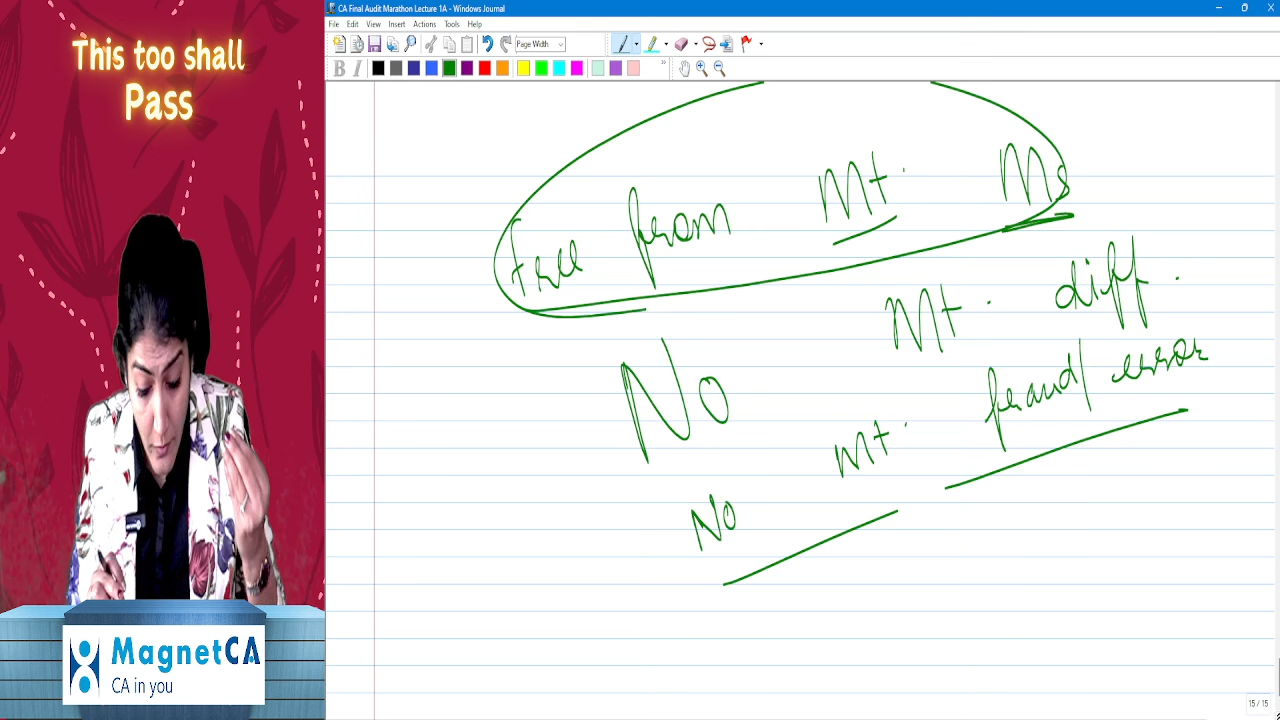 This too shall
Pass
CA Final Audit Marathon Lecture 1A - Windows Journal
File Edit View Insert Actions Tools Help
Page Width
B I
free from Mt. Ms
No Mt. diff.
No mt. fraud/error
MagnetCA
CA in you
15 / 15